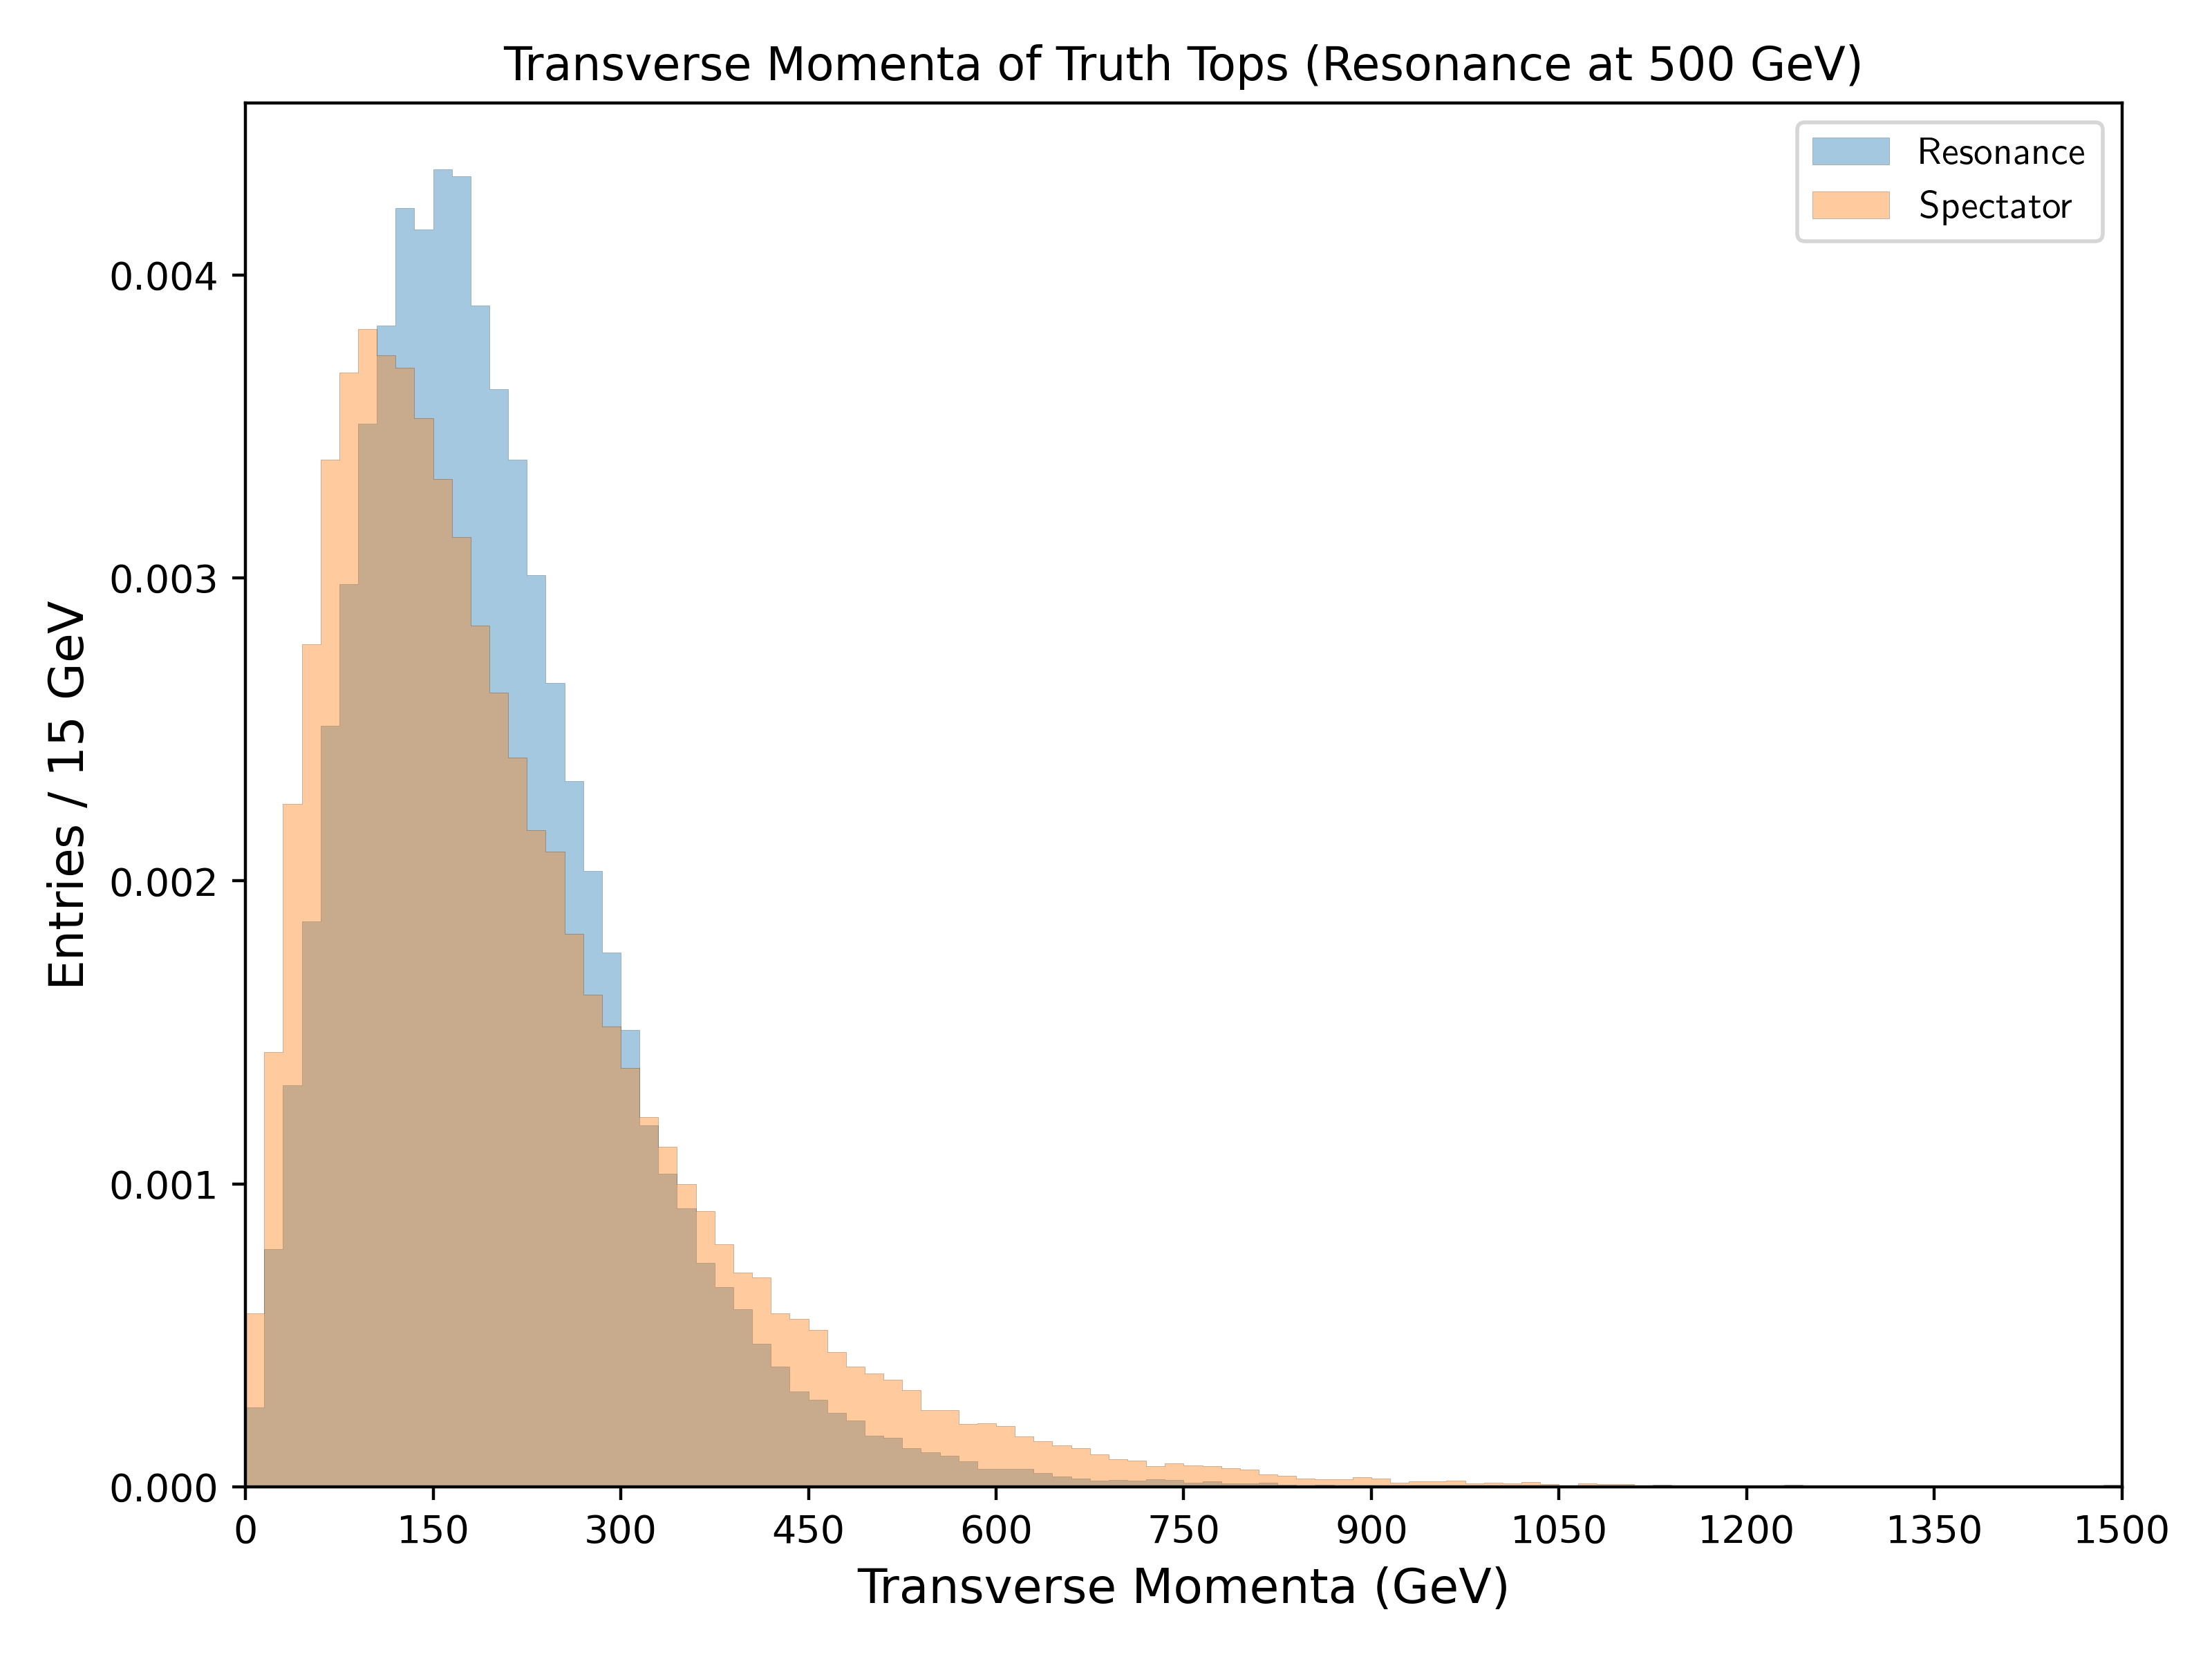 Transverse Momenta of Truth Tops (Resonance at 500 GeV)
Resonance
Spectator
Entries / 15 GeV
0.004
0.003
0.002
0.001
0.000
0 150 300 450 600 750 900 1050 1200 1350 1500
Transverse Momenta (GeV)